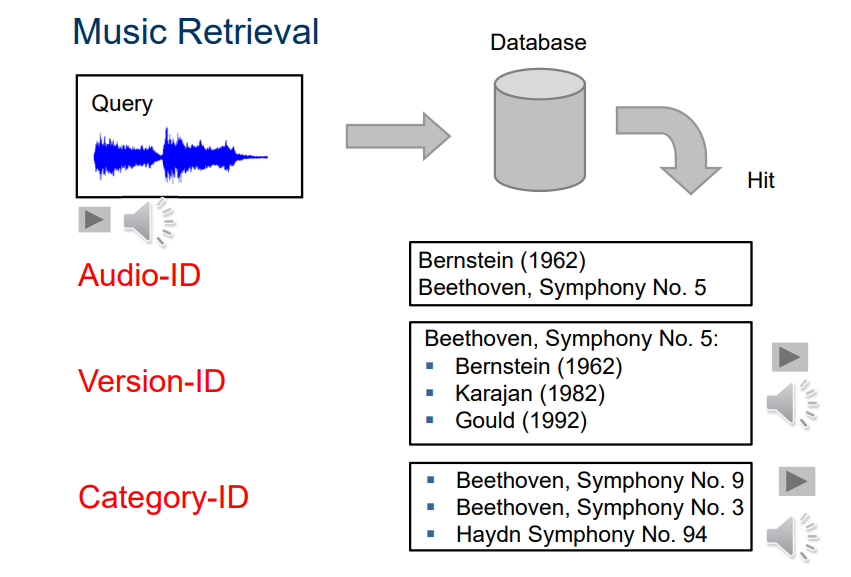 Music Retrieval
Database
Query
Hit
Audio-ID
Bernstein (1962)
Beethoven, Symphony No. 5
Version-ID
Beethoven, Symphony No. 5:
▪ Bernstein (1962)
▪ Karajan (1982)
▪ Gould (1992)
Category-ID
▪ Beethoven, Symphony No. 9
▪ Beethoven, Symphony No. 3
▪ Haydn Symphony No. 94